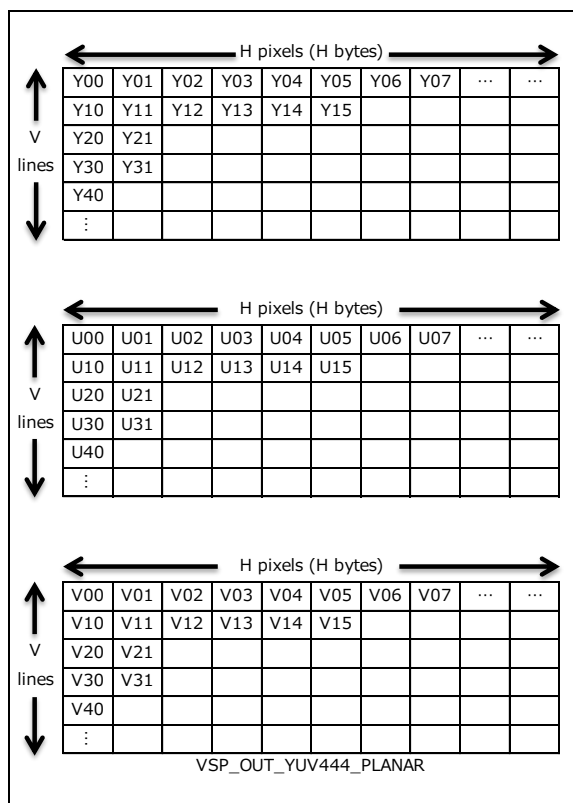 H pixels (H bytes)
Y00 Y01 Y02 Y03 Y04 Y05 Y06 Y07 … …
Y10 Y11 Y12 Y13 Y14 Y15
V
Y20 Y21
lines
Y30 Y31
Y40
⋮
H pixels (H bytes)
U00 U01 U02 U03 U04 U05 U06 U07 … …
U10 U11 U12 U13 U14 U15
V
U20 U21
lines
U30 U31
U40
⋮
H pixels (H bytes)
V00 V01 V02 V03 V04 V05 V06 V07 … …
V10 V11 V12 V13 V14 V15
V
V20 V21
lines
V30 V31
V40
⋮
VSP_OUT_YUV444_PLANAR